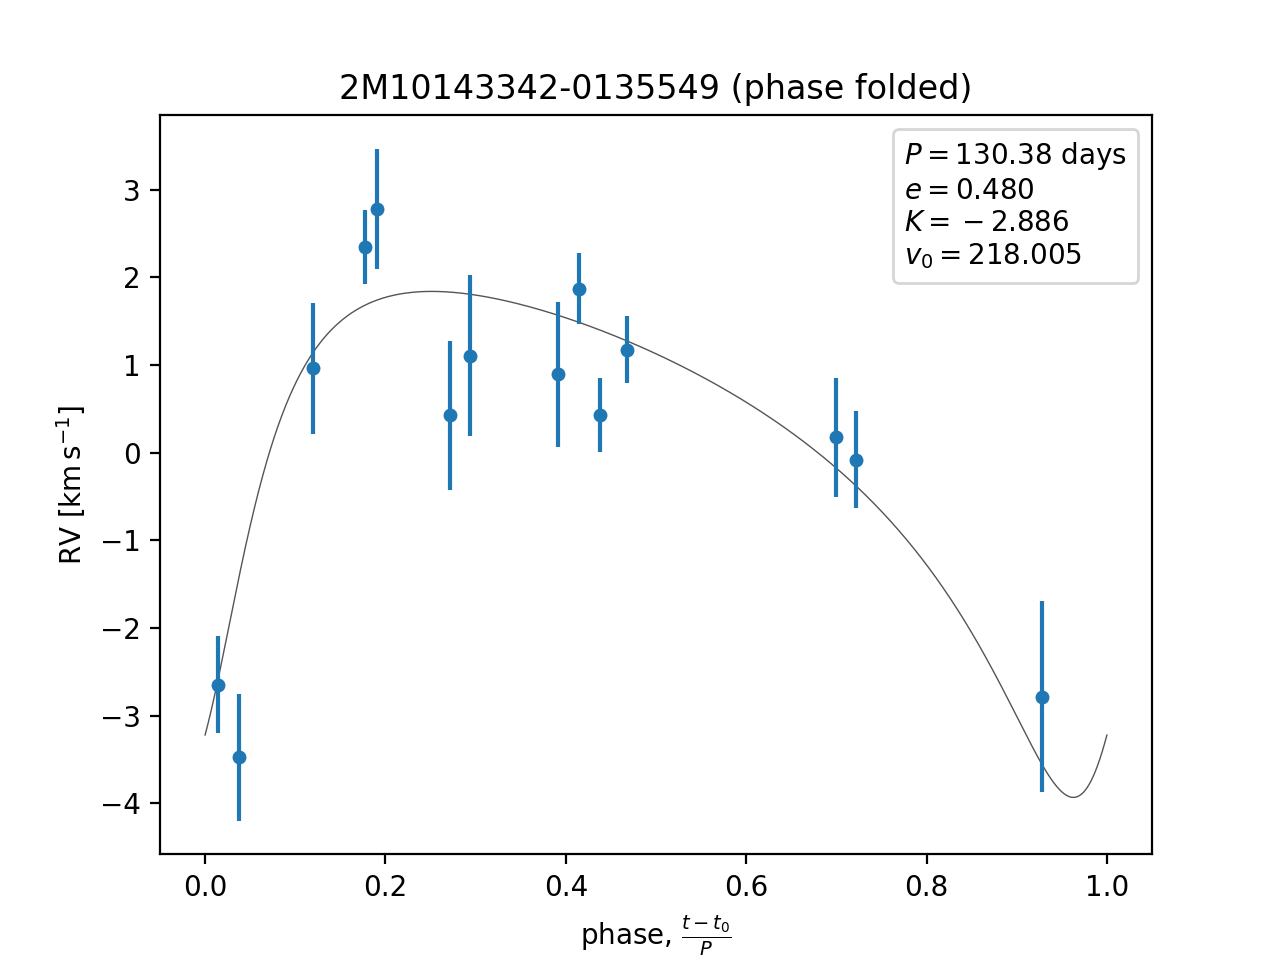 2M10143342-0135549 (phase folded)
P = 130.38 days
e = 0.480
K = −2.886
v₀ = 218.005
RV [km s⁻¹]
3
2
1
0
−1
−2
−3
−4
0.0 0.2 0.4 0.6 0.8 1.0
phase, (t − t₀)/P